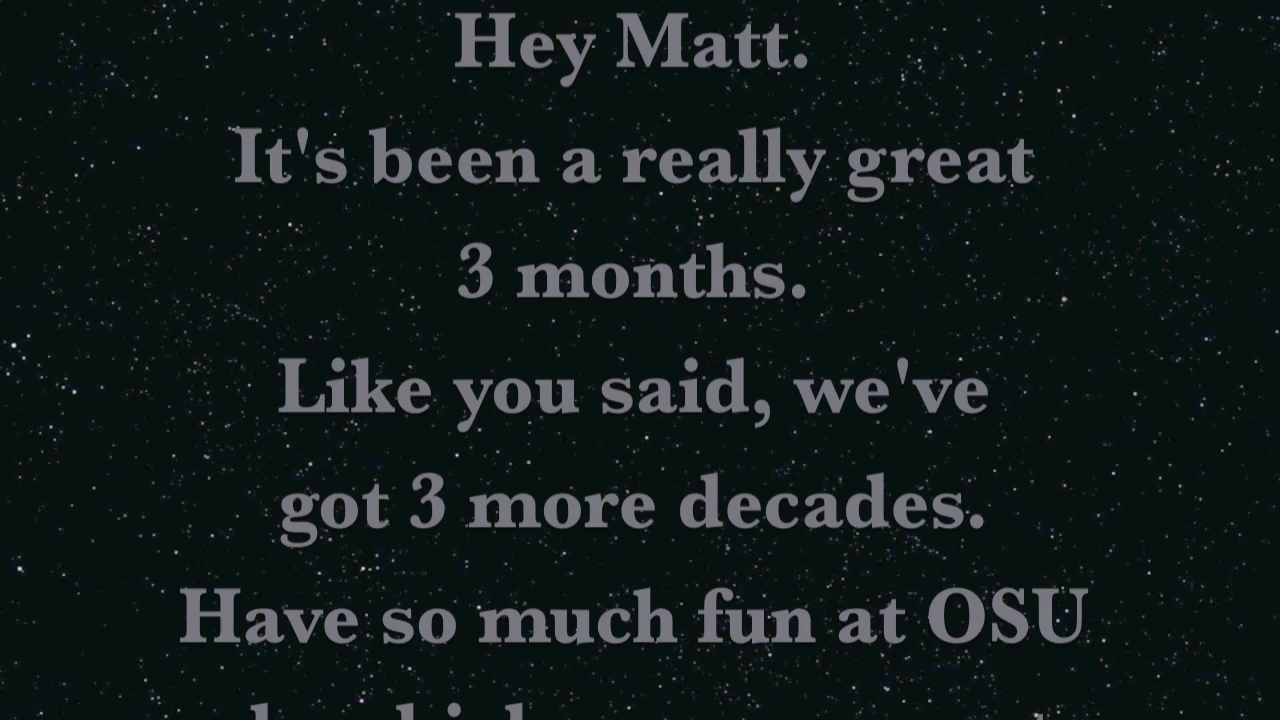 Hey Matt.
It's been a really great
3 months.
Like you said, we've
got 3 more decades.
Have so much fun at OSU